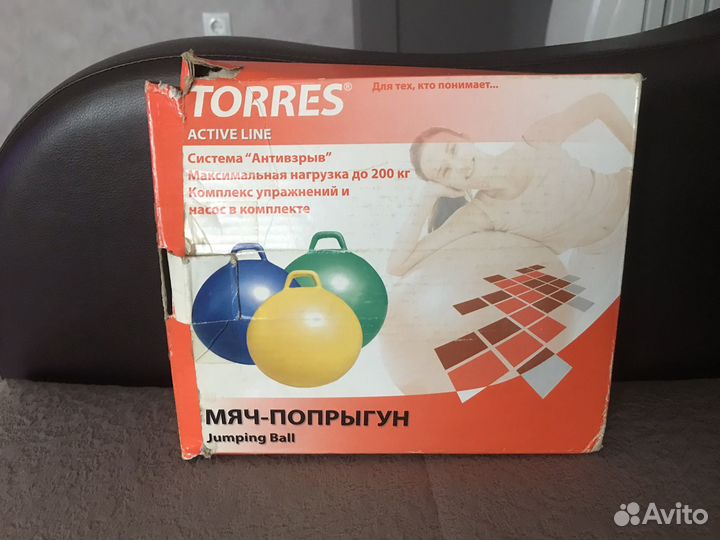 TORRES®
Для тех, кто понимает...
ACTIVE LINE
Система "Антивзрыв"
Максимальная нагрузка до 200 кг
Комплекс упражнений и
насос в комплекте
МЯЧ-ПОПРЫГУН
Jumping Ball
Avito